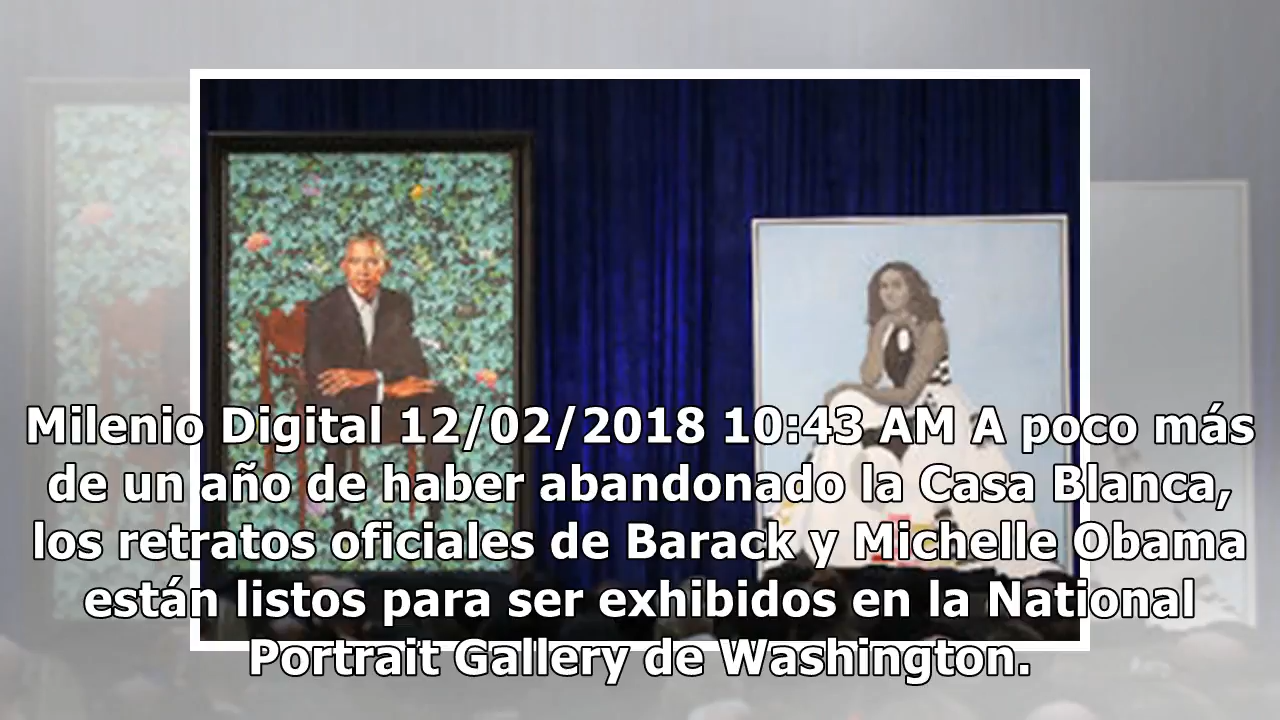 Milenio Digital 12/02/2018 10:43 AM A poco más
de un año de haber abandonado la Casa Blanca,
los retratos oficiales de Barack y Michelle Obama
están listos para ser exhibidos en la National
Portrait Gallery de Washington.